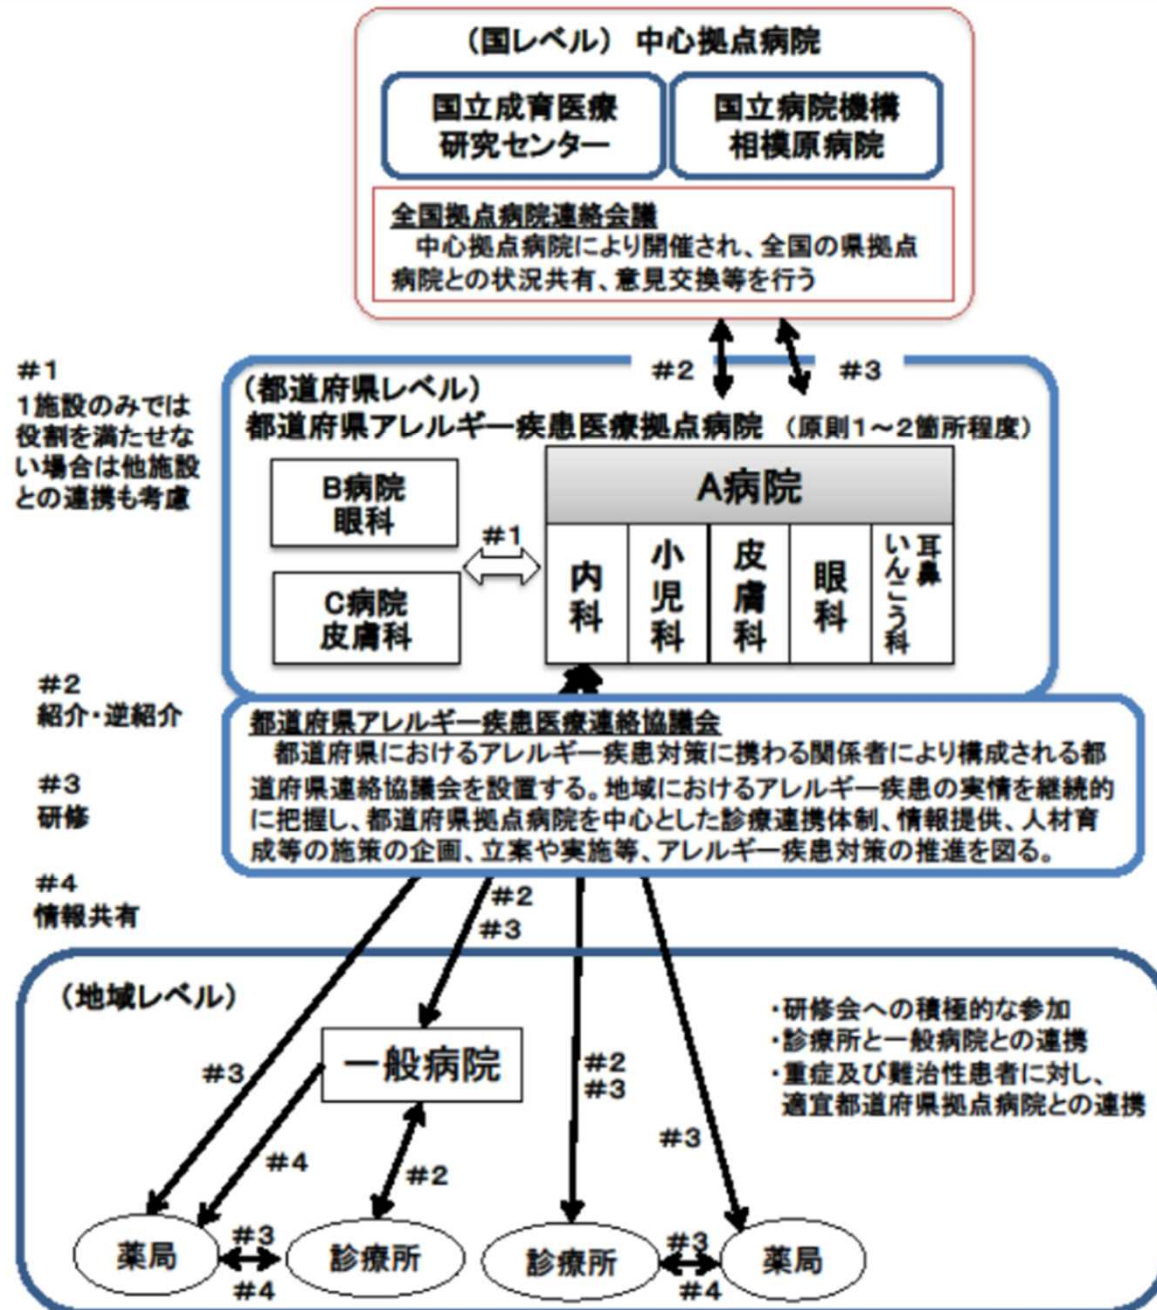 （国レベル） 中心拠点病院
国立成育医療
研究センター
国立病院機構
相模原病院
全国拠点病院連絡会議
中心拠点病院により開催され、全国の県拠点
病院との状況共有、意見交換等を行う
#2
#3
#1
1施設のみでは
役割を満たせな
い場合は他施設
との連携も考慮
（都道府県レベル）
都道府県アレルギー疾患医療拠点病院 （原則1～2箇所程度）
B病院
眼科
C病院
皮膚科
#1
A病院
内科
小児科
皮膚科
眼科
耳鼻
いんこう科
#2
紹介・逆紹介
#3
研修
#4
情報共有
都道府県アレルギー疾患医療連絡協議会
都道府県におけるアレルギー疾患対策に携わる関係者により構成される都
道府県連絡協議会を設置する。地域におけるアレルギー疾患の実情を継続的
に把握し、都道府県拠点病院を中心とした診療連携体制、情報提供、人材育
成等の施策の企画、立案や実施等、アレルギー疾患対策の推進を図る。
#2
#3
（地域レベル）
・研修会への積極的な参加
・診療所と一般病院との連携
・重症及び難治性患者に対し、
適宜都道府県拠点病院との連携
一般病院
#3
#2
#3
#3
#4
#2
薬局
#3
#4
診療所
診療所
#3
#4
薬局